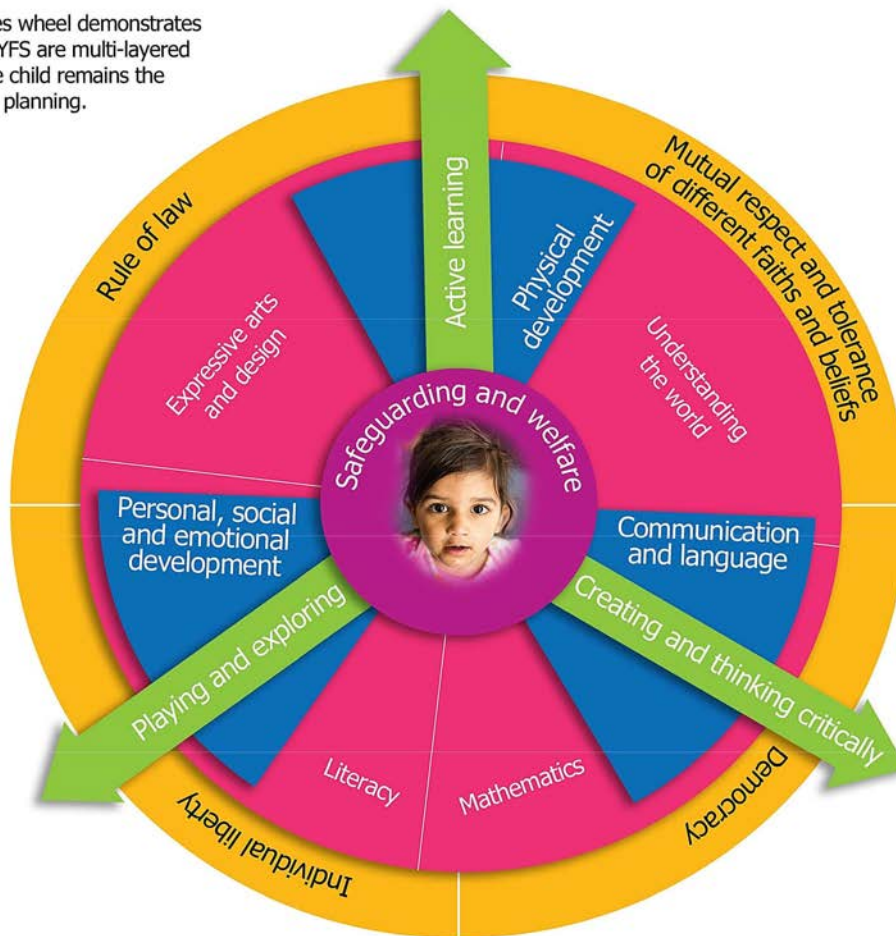 es wheel demonstrates
YFS are multi-layered
e child remains the
planning.
Rule of law
Mutual respect and tolerance
of different faiths and beliefs
Active learning
Physical
development
Expressive arts
and design
Understanding
the world
Safeguarding and welfare
Personal, social
and emotional
development
Communication
and language
Playing and exploring
Creating and thinking critically
Literacy
Mathematics
Individual liberty
Democracy